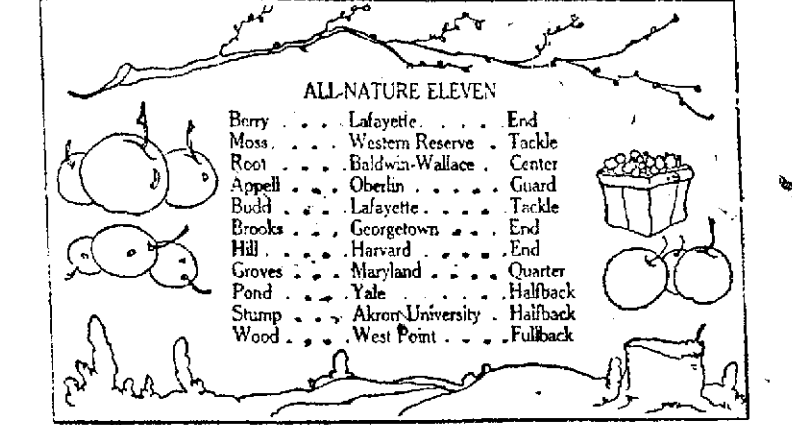 ALL-NATURE ELEVEN
Berry . . . . Lafayette . . . . . End
Moss . . . . Western Reserve . Tackle
Root . . . . Baldwin-Wallace . Center
Appell . . . Oberlin . . . . . Guard
Budd . . . . Lafayette . . . . Tackle
Brooks . . . Georgetown . . . . End
Hill . . . . Harvard . . . . . End
Groves . . . Maryland . . . . . Quarter
Pond . . . . Yale . . . . . . Halfback
Stump . . . . Akron University . Halfback
Wood . . . . West Point . . . . Fullback